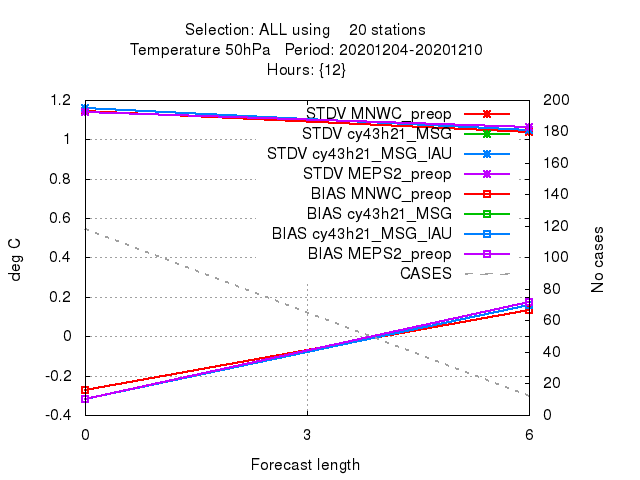 Selection: ALL using    20 stations
Temperature 50hPa   Period: 20201204-20201210
Hours: {12}
1.2
1
0.8
0.6
0.4
0.2
0
-0.2
-0.4
deg C
STDV MNWC_preop
STDV cy43h21_MSG
STDV cy43h21_MSG_IAU
STDV MEPS2_preop
BIAS MNWC_preop
BIAS cy43h21_MSG
BIAS cy43h21_MSG_IAU
BIAS MEPS2_preop
CASES
200
180
160
140
120
100
80
60
40
20
0
No cases
0 3 6
Forecast length